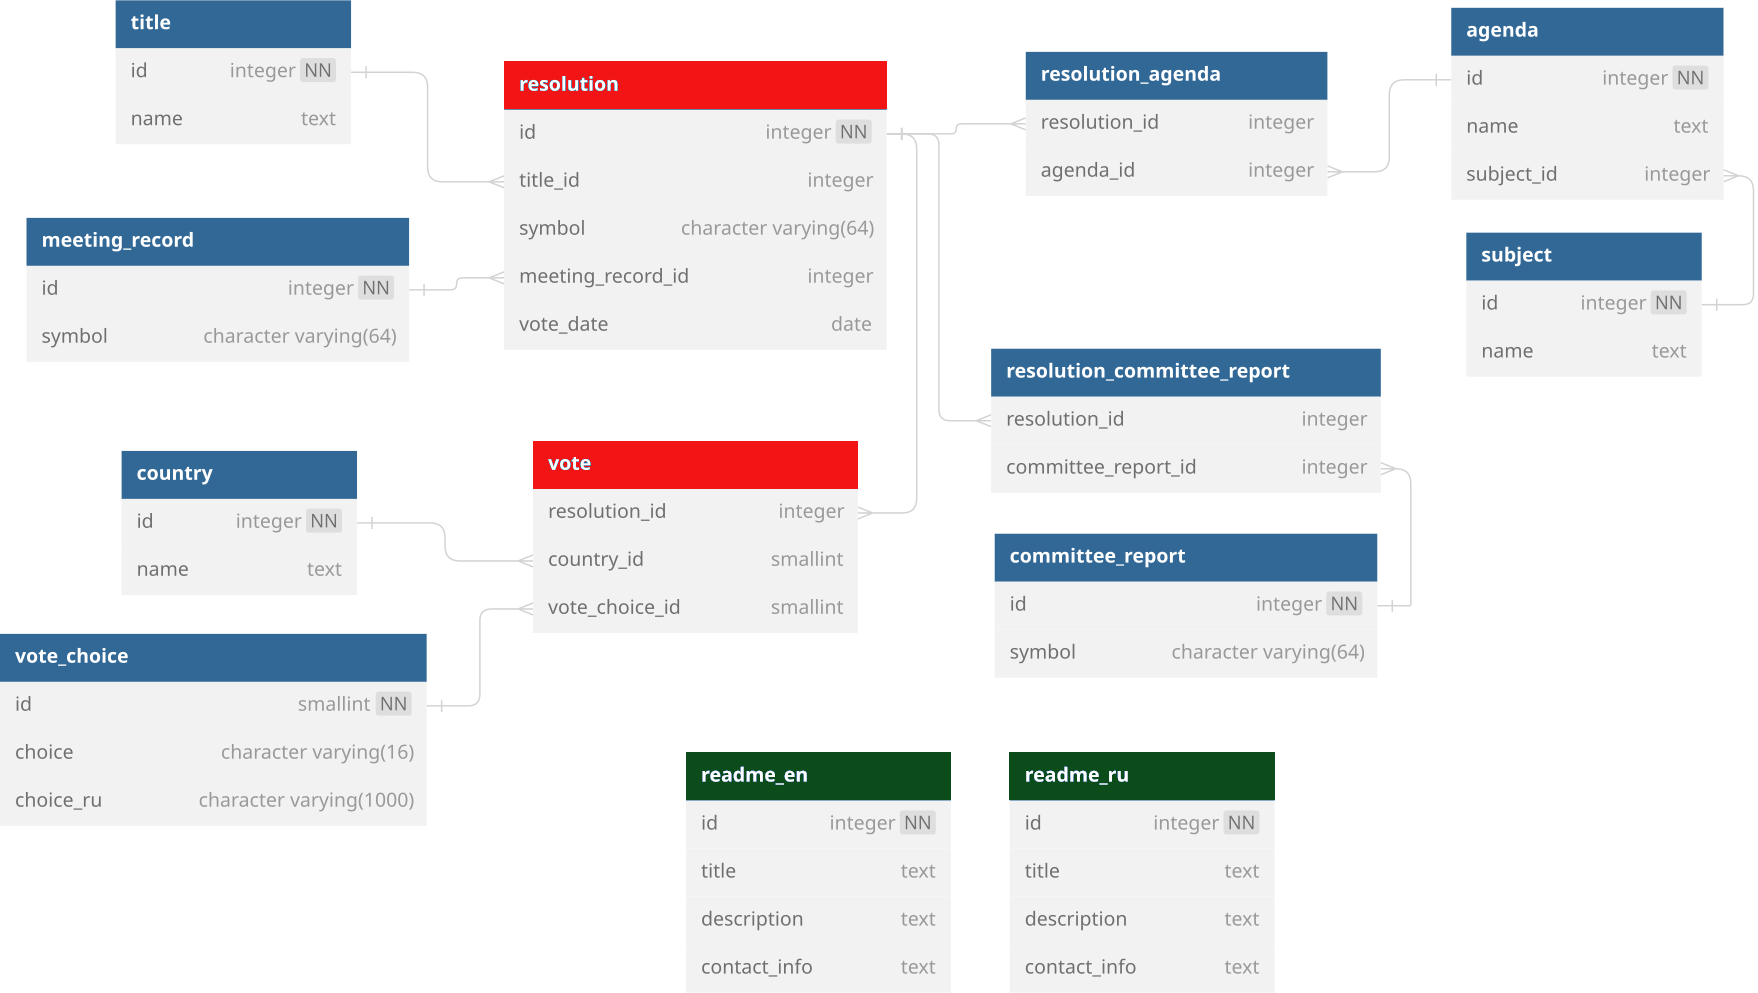 title
id integer NN
name text
resolution
id integer NN
title_id integer
symbol character varying(64)
meeting_record_id integer
vote_date date
resolution_agenda
resolution_id integer
agenda_id integer
agenda
id integer NN
name text
subject_id integer
meeting_record
id integer NN
symbol character varying(64)
subject
id integer NN
name text
resolution_committee_report
resolution_id integer
committee_report_id integer
country
id integer NN
name text
vote
resolution_id integer
country_id smallint
vote_choice_id smallint
committee_report
id integer NN
symbol character varying(64)
vote_choice
id smallint NN
choice character varying(16)
choice_ru character varying(1000)
readme_en
id integer NN
title text
description text
contact_info text
readme_ru
id integer NN
title text
description text
contact_info text